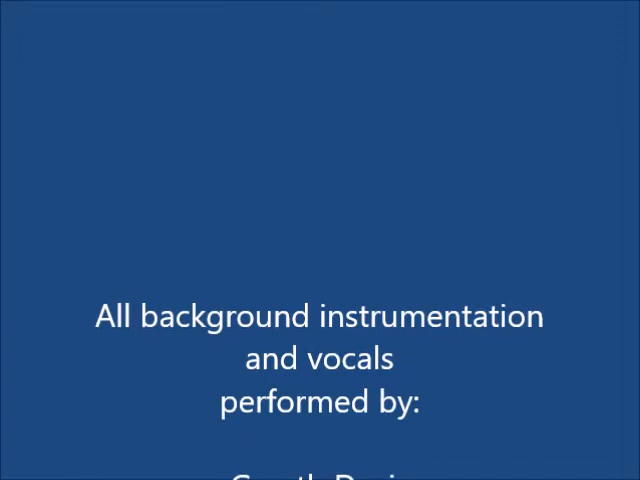 All background instrumentation
and vocals
performed by: